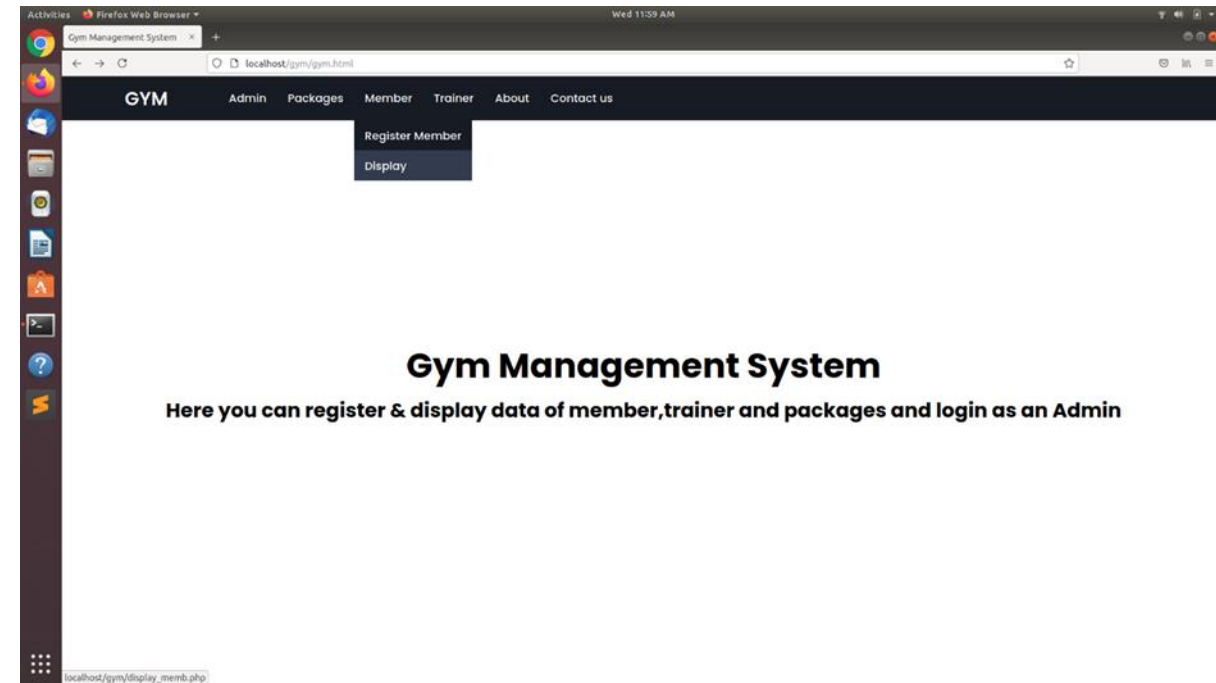 Activities Firefox Web Browser Wed 11:59 AM
Gym Management System
localhost/gym/gym.html
GYM Admin Packages Member Trainer About Contact us
Register Member
Display
Gym Management System
Here you can register & display data of member,trainer and packages and login as an Admin
localhost/gym/display_memb.php